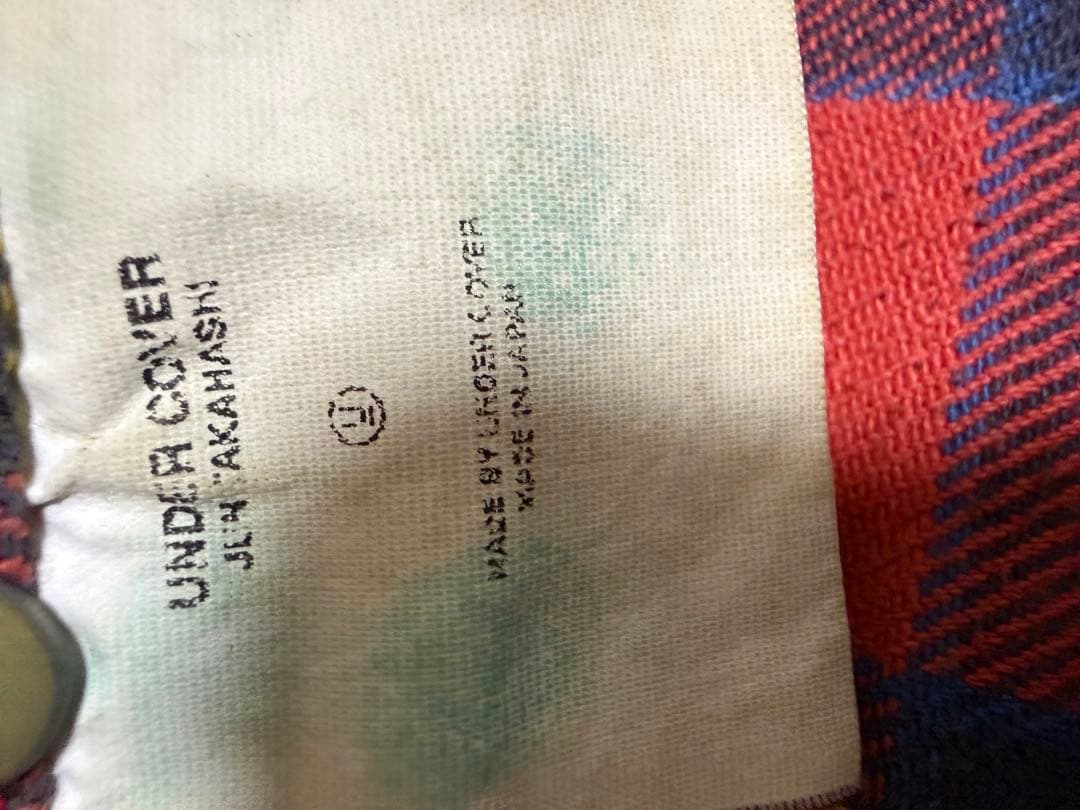 UNDER COVER
JUN TAKAHASHI
U
MADE BY UNDER COVER
MADE IN JAPAN